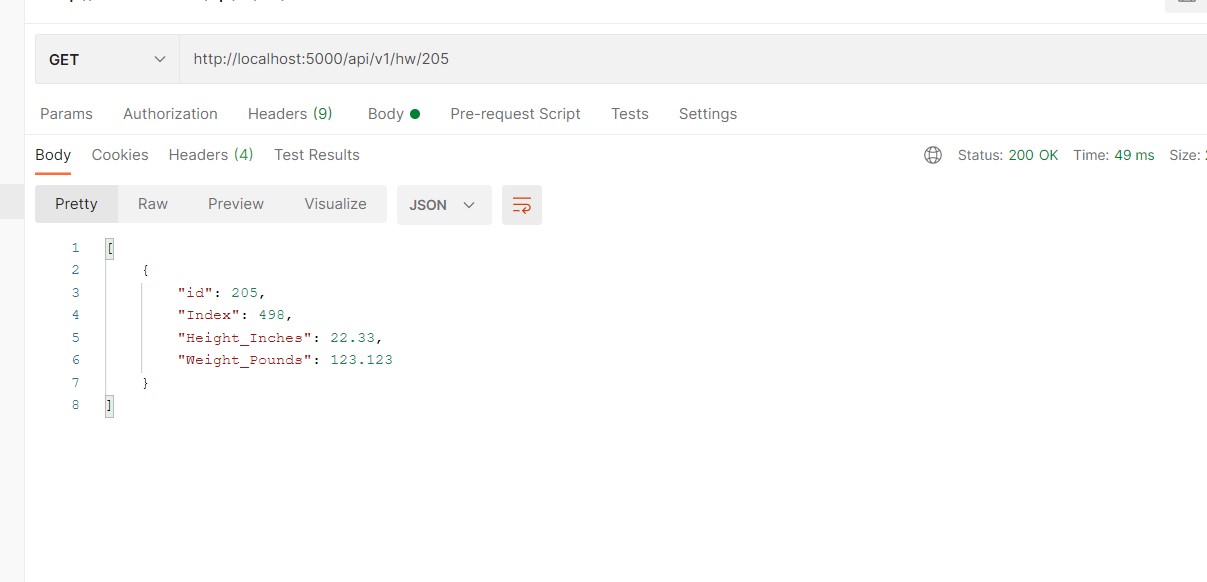 GET http://localhost:5000/api/v1/hw/205
Params Authorization Headers (9) Body Pre-request Script Tests Settings
Body Cookies Headers (4) Test Results Status: 200 OK Time: 49 ms Size:
Pretty Raw Preview Visualize JSON
1 [
2 {
3 "id": 205,
4 "Index": 498,
5 "Height_Inches": 22.33,
6 "Weight_Pounds": 123.123
7 }
8 ]